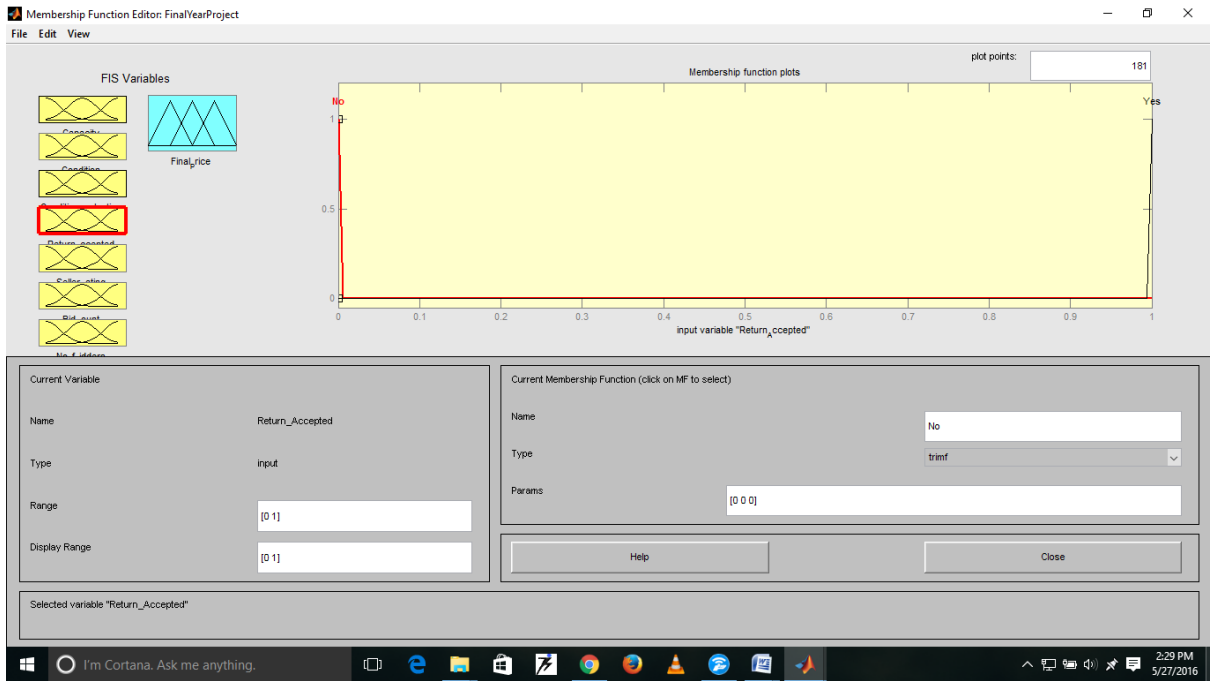 Membership Function Editor: FinalYearProject
File Edit View
FIS Variables
Final_price
plot points:
181
Membership function plots
No
Yes
1
0.5
0
0 0.1 0.2 0.3 0.4 0.5 0.6 0.7 0.8 0.9 1
input variable "Return_Accepted"
Current Variable
Name Return_Accepted
Type input
Range [0 1]
Display Range [0 1]
Current Membership Function (click on MF to select)
Name No
Type trimf
Params [0 0 0]
Help Close
Selected variable "Return_Accepted"
I'm Cortana. Ask me anything.
2:29 PM
5/27/2016